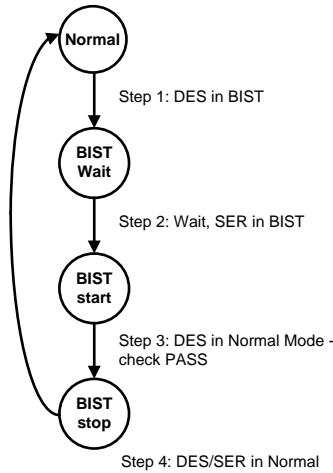 Normal
Step 1: DES in BIST
BIST
Wait
Step 2: Wait, SER in BIST
BIST
start
Step 3: DES in Normal Mode -
check PASS
BIST
stop
Step 4: DES/SER in Normal